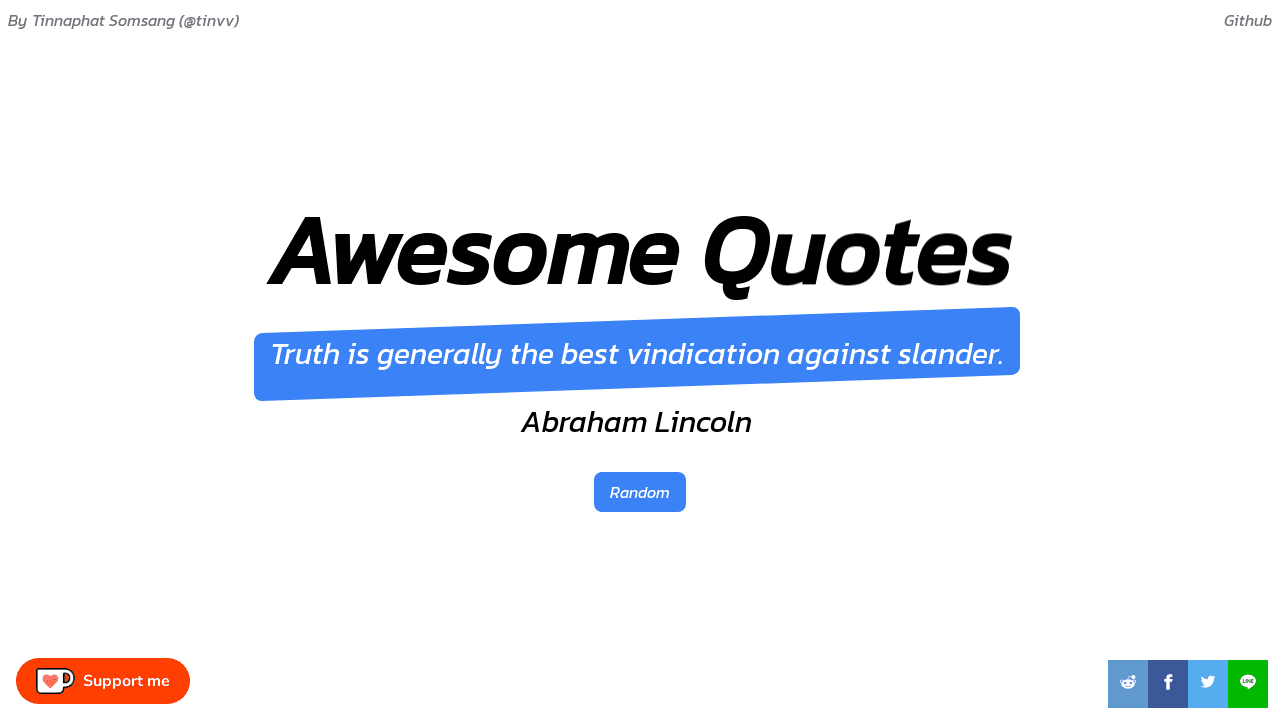 By Tinnaphat Somsang (@tinvv)
Github
Awesome Quotes
Truth is generally the best vindication against slander.
Abraham Lincoln
Random
Support me
LINE